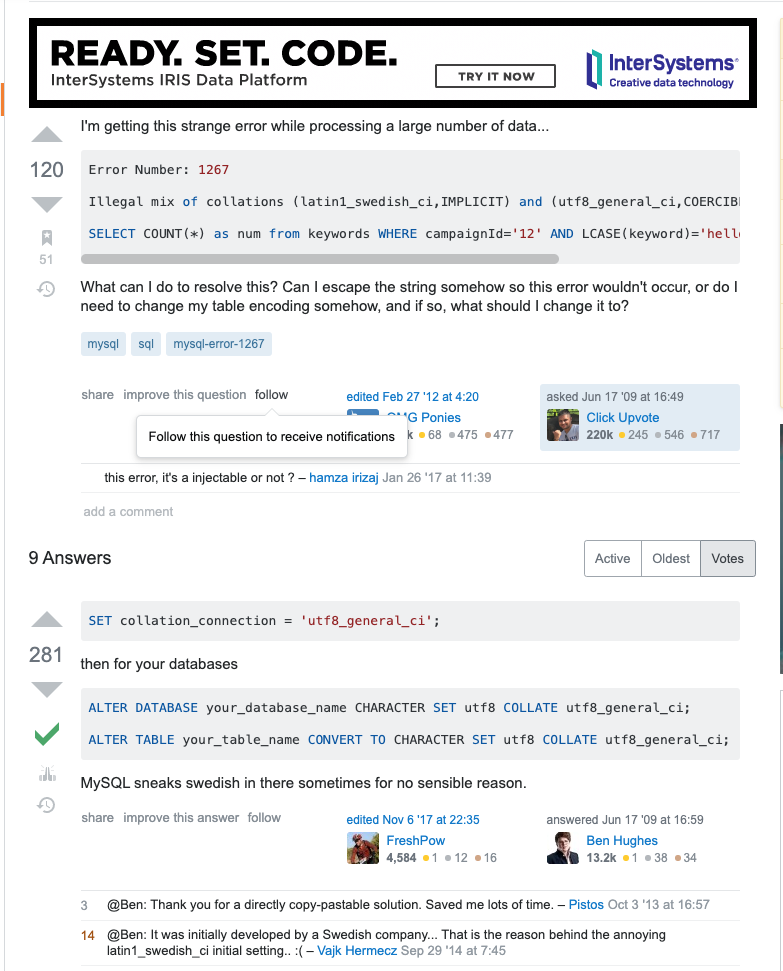 READY. SET. CODE.
InterSystems IRIS Data Platform
TRY IT NOW
InterSystems®
Creative data technology
I'm getting this strange error while processing a large number of data...
120
Error Number: 1267
Illegal mix of collations (latin1_swedish_ci,IMPLICIT) and (utf8_general_ci,COERCIB
SELECT COUNT(*) as num from keywords WHERE campaignId='12' AND LCASE(keyword)='hell
51
What can I do to resolve this? Can I escape the string somehow so this error wouldn't occur, or do I
need to change my table encoding somehow, and if so, what should I change it to?
mysql sql mysql-error-1267
share improve this question follow
edited Feb 27 '12 at 4:20
OMG Ponies
k 68 475 477
asked Jun 17 '09 at 16:49
Click Upvote
220k 245 546 717
Follow this question to receive notifications
this error, it's a injectable or not ? – hamza irizaj Jan 26 '17 at 11:39
add a comment
9 Answers
Active Oldest Votes
281
SET collation_connection = 'utf8_general_ci';
then for your databases
ALTER DATABASE your_database_name CHARACTER SET utf8 COLLATE utf8_general_ci;
ALTER TABLE your_table_name CONVERT TO CHARACTER SET utf8 COLLATE utf8_general_ci;
MySQL sneaks swedish in there sometimes for no sensible reason.
share improve this answer follow
edited Nov 6 '17 at 22:35
FreshPow
4,584 1 12 16
answered Jun 17 '09 at 16:59
Ben Hughes
13.2k 1 38 34
3 @Ben: Thank you for a directly copy-pastable solution. Saved me lots of time. – Pistos Oct 3 '13 at 16:57
14 @Ben: It was initially developed by a Swedish company... That is the reason behind the annoying
latin1_swedish_ci initial setting.. :( – Vajk Hermecz Sep 29 '14 at 7:45